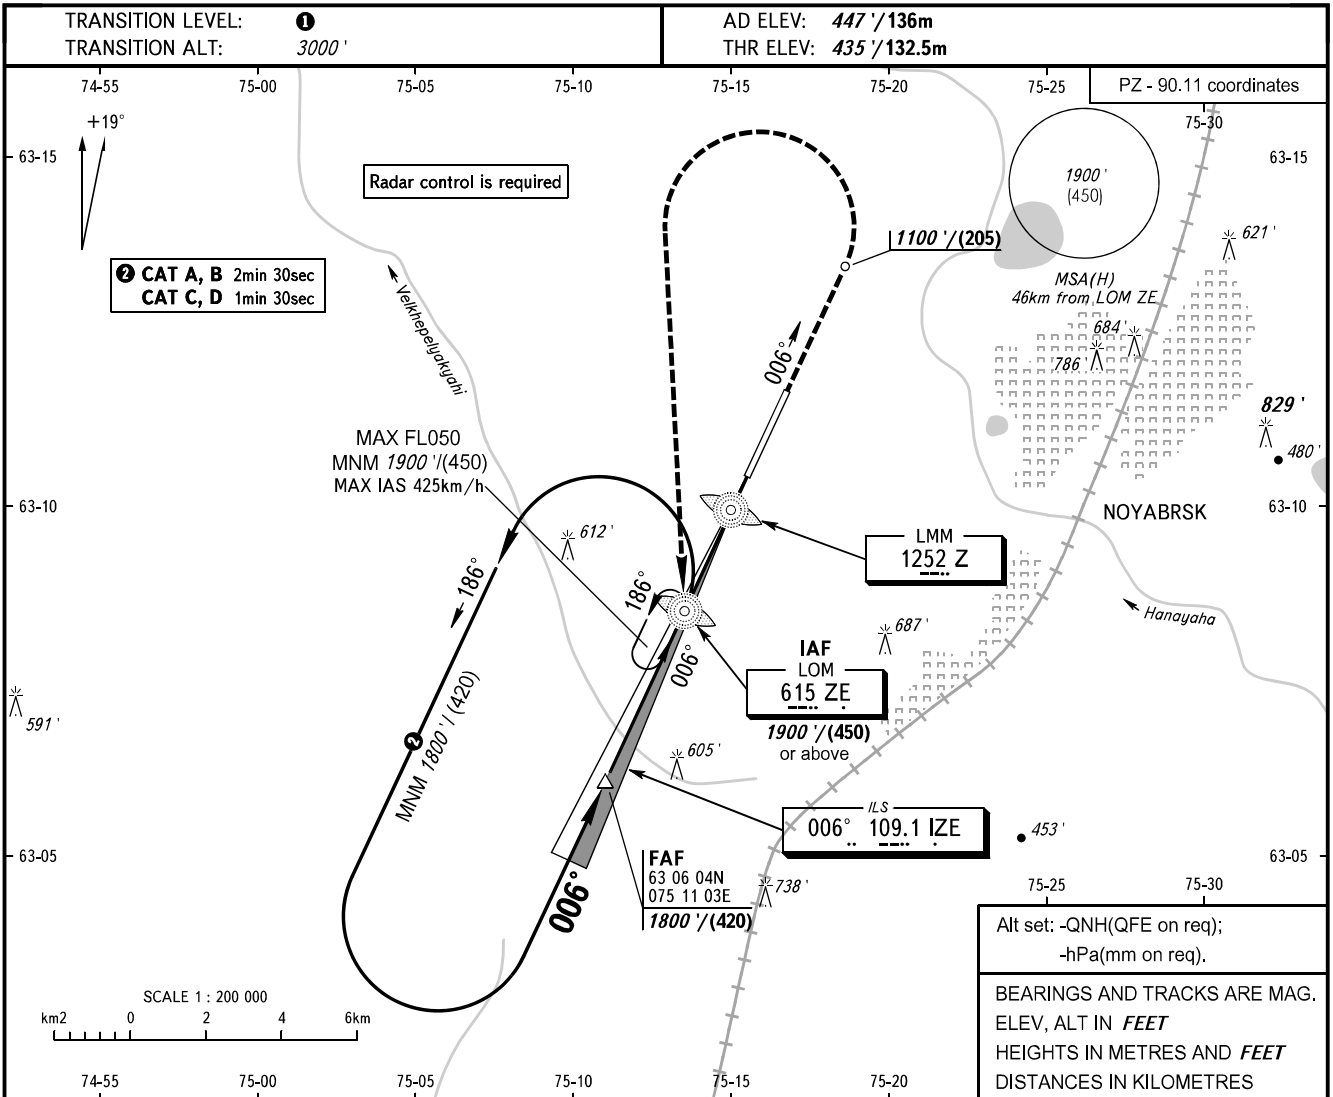 TRANSITION LEVEL: ❶
TRANSITION ALT: 3000 '
AD ELEV: 447 '/136m
THR ELEV: 435 '/132.5m
74-55 75-00 75-05 75-10 75-15 75-20 75-25
PZ - 90.11 coordinates
75-30
+19°
63-15 63-15
Radar control is required
1900 '
(450)
1100 '/(205)
621 '
❷ CAT A, B 2min 30sec
CAT C, D 1min 30sec
MSA(H)
46km from LOM ZE
Velkhepelyakyahi
684 '
786 '
006°
829 '
480 '
MAX FL050
MNM 1900 '/(450)
MAX IAS 425km/h
63-10 63-10
NOYABRSK
612 '
LMM
1252 Z
186°
186°
Hanayaha
687 '
006°
IAF
LOM
615 ZE
1900 '/(450)
or above
591 '
❷
MNM 1800 '/ (420)
605 '
ILS
006° 109.1 IZE
453 '
63-05 63-05
FAF
63 06 04N
075 11 03E
1800 '/(420)
006°
738 '
75-25 75-30
Alt set: -QNH(QFE on req);
-hPa(mm on req).
SCALE 1 : 200 000
km2 0 2 4 6km
BEARINGS AND TRACKS ARE MAG.
ELEV, ALT IN FEET
HEIGHTS IN METRES AND FEET
DISTANCES IN KILOMETRES
74-55 75-00 75-05 75-10 75-15 75-20